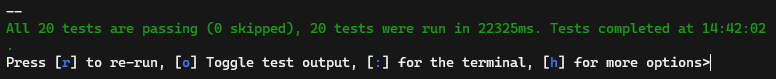 --
All 20 tests are passing (0 skipped), 20 tests were run in 22325ms. Tests completed at 14:42:02
.
Press [r] to re-run, [o] Toggle test output, [:] for the terminal, [h] for more options>